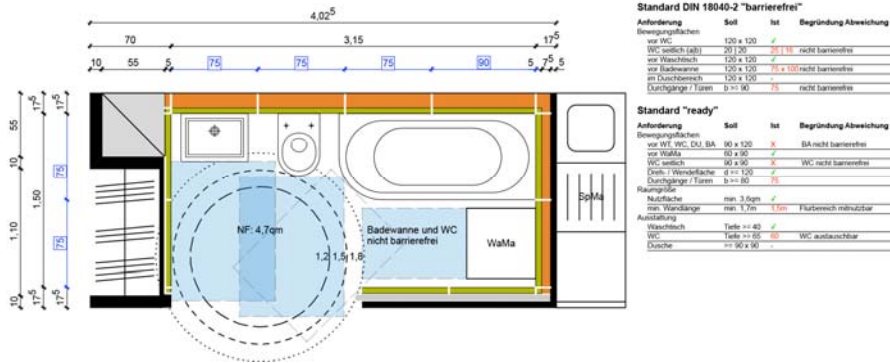 4,02⁵
70 3,15 17⁵
10 55 5 75 75 75 90 5 7⁵ 5
17⁵ 17⁵ 17⁵
55
10
75
1,50
1,10
75
10 17⁵ 17⁵ 17⁵
NF: 4,7qm
1,2 1,5 1,8
Badewanne und WC
nicht barrierefrei
WaMa
SpMa
Standard DIN 18040-2 "barrierefrei"
Anforderung Soll Ist Begründung Abweichung
Bewegungsflächen
vor WC 120 x 120 ✓
WC seitlich (a|b) 20 | 20 25 | 16 nicht barrierefrei
vor Waschtisch 120 x 120 ✓
vor Badewanne 120 x 120 75 x 100 nicht barrierefrei
im Duschbereich 120 x 120 -
Durchgänge / Türen b >= 90 75 nicht barrierefrei
Standard "ready"
Anforderung Soll Ist Begründung Abweichung
Bewegungsflächen
vor WT, WC, DU, BA 90 x 120 X BA nicht barrierefrei
vor WaMa 60 x 90 ✓
WC seitlich 90 x 90 X WC nicht barrierefrei
Dreh- / Wendefläche d >= 120 ✓
Durchgänge / Türen b >= 80 75
Raumgröße
Nutzfläche min. 3,6qm ✓
min. Wandlänge min. 1,7m 1,5m Flurbereich mitnutzbar
Ausstattung
Waschtisch Tiefe >= 40 ✓
WC Tiefe >= 65 60 WC austauschbar
Dusche >= 90 x 90 -